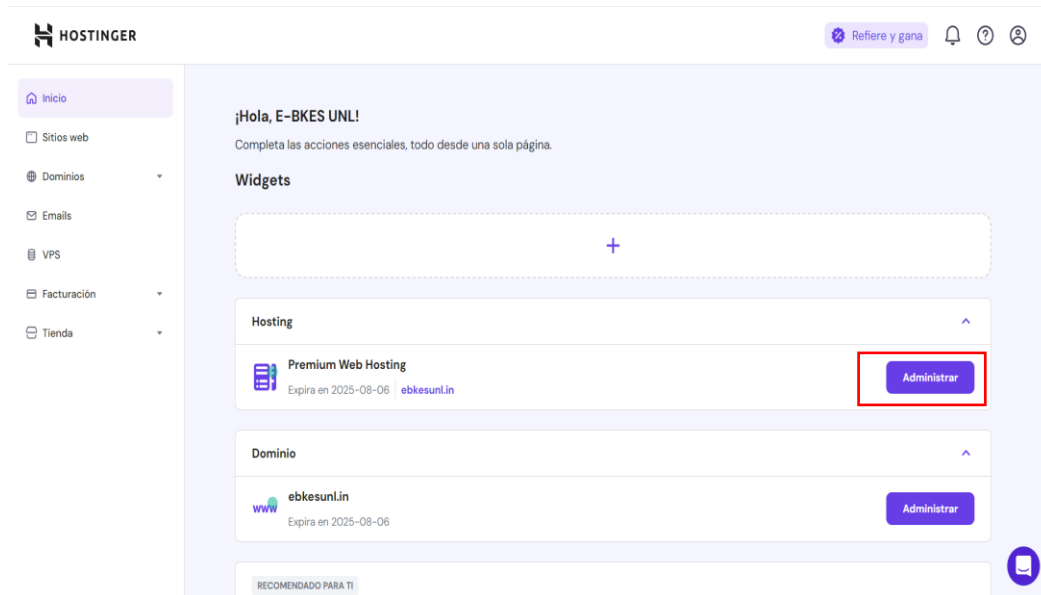 HOSTINGER
Refiere y gana
Inicio
Sitios web
Dominios
Emails
VPS
Facturación
Tienda
¡Hola, E-BKES UNL!
Completa las acciones esenciales, todo desde una sola página.
Widgets
+
Hosting
Premium Web Hosting
Expira en 2025-08-06 ebkesunl.in
Administrar
Dominio
www
ebkesunl.in
Expira en 2025-08-06
Administrar
RECOMENDADO PARA TI